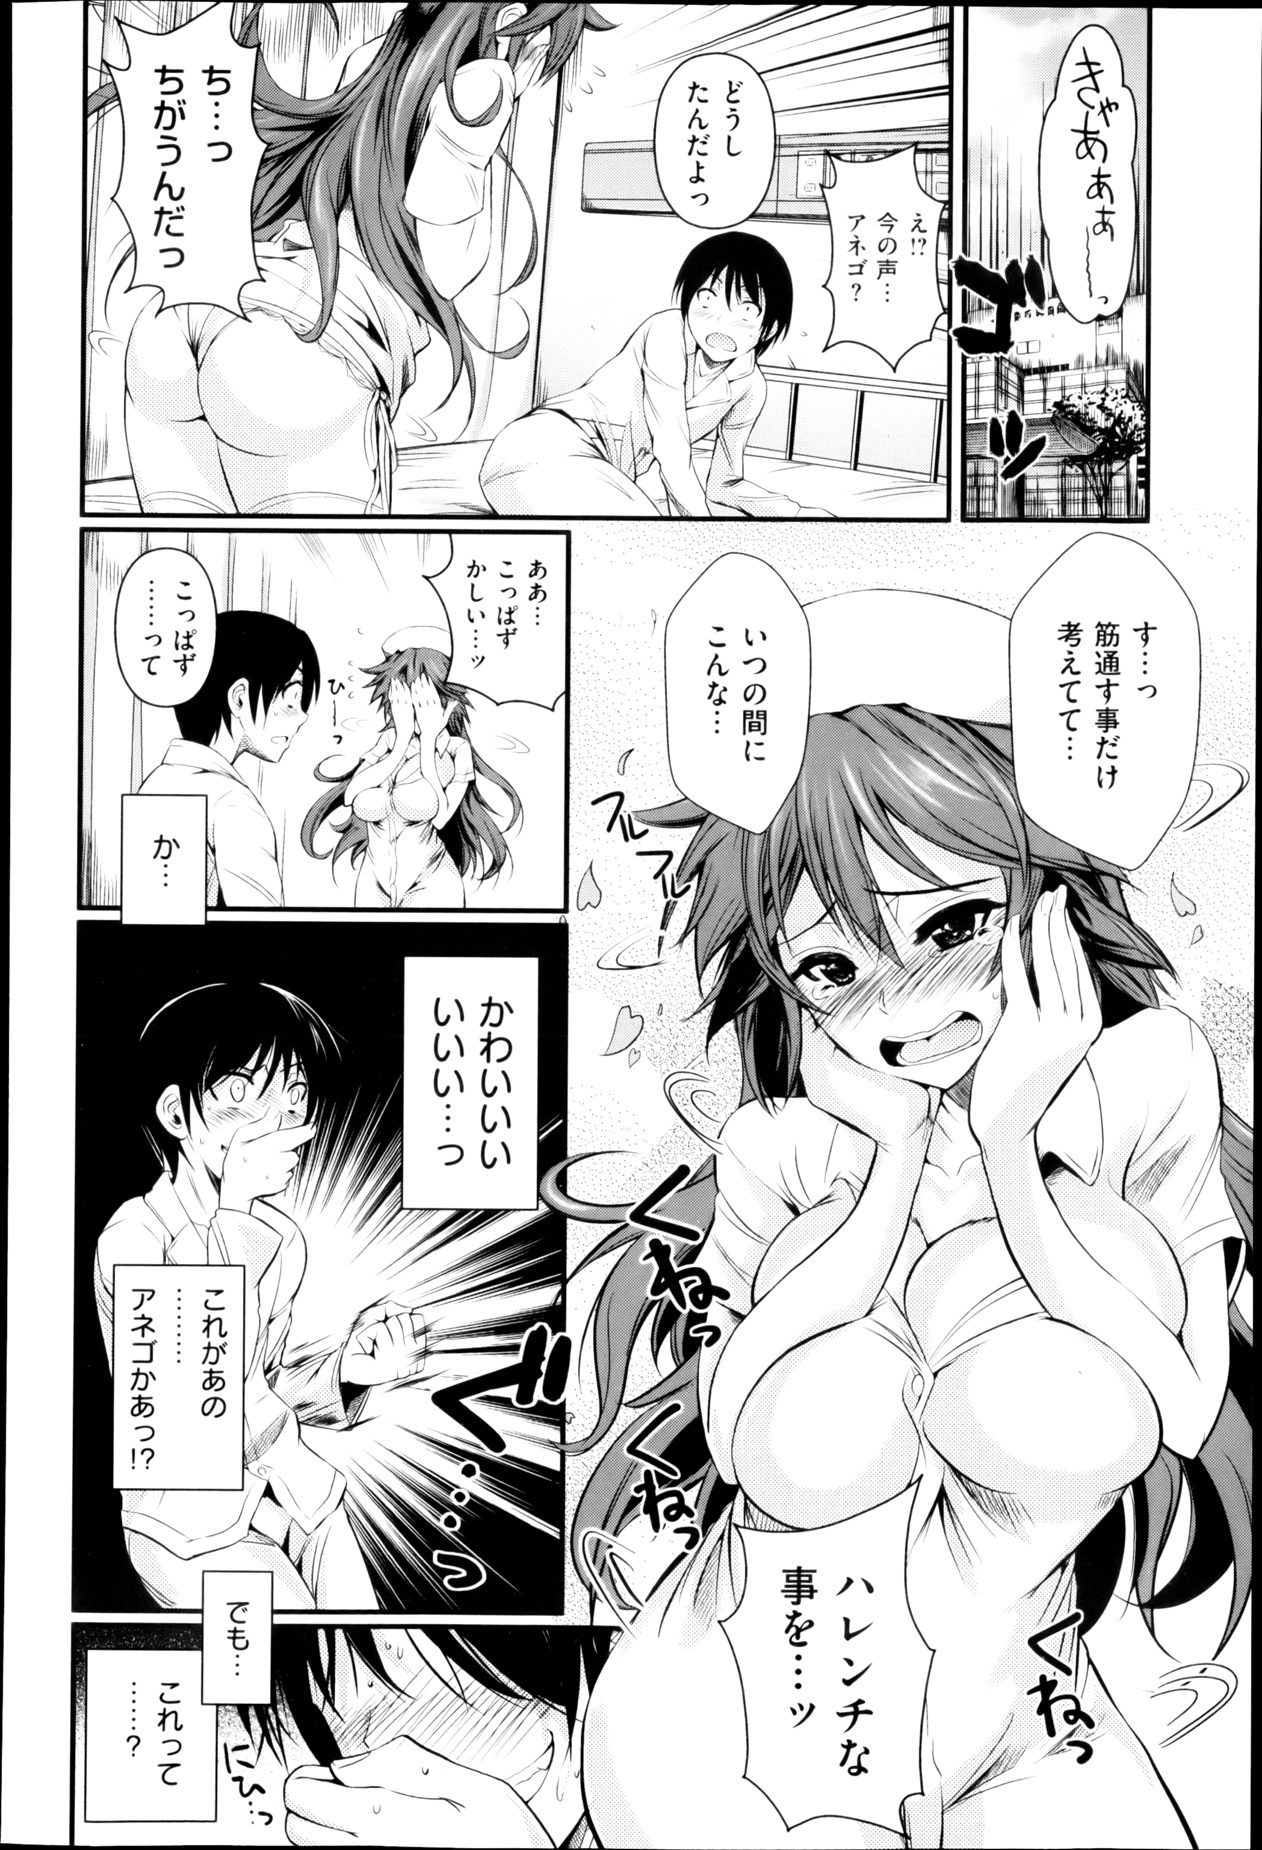 きゃあああ～～っ
ゴ
ッ
え!?
今の声…
アネゴ？
どうし
たんだよっ
ち…っ
ちがうんだっ
す…っ
筋通す事だけ
考えてて…
いつの間に
こんな…
フルフル
くねっ
くねっ
くねっ
ハレンチな
事を…ッ
ああ…
こっぱず
かしい…ッ
ひーっ
こっぱず
……って
か…
かわいいい
いいい…っ
これがあの
………
アネゴかあっ!?
でも…
これって
……？
にひ…っ